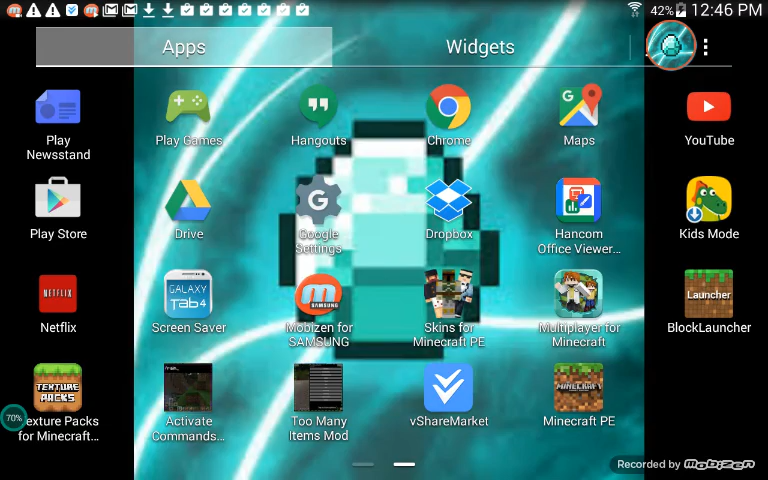 42% 12:46 PM
Apps Widgets
Play Newsstand
Play Games
Hangouts
G
Chrome
Maps
YouTube
Play Store
Drive
G
Google Settings
Dropbox
Hancom Office Viewer...
Kids Mode
NETFLIX
Netflix
GALAXY
Tab4
Screen Saver
SAMSUNG
Mobizen for SAMSUNG
Skins for Minecraft PE
Multiplayer for Minecraft
Launcher
BlockLauncher
TEXTURE
PACKS
70%
exture Packs for Minecraft...
Activate Commands...
Too Many Items Mod
vShareMarket
MINECRAFT
Minecraft PE
Recorded by Mobizen